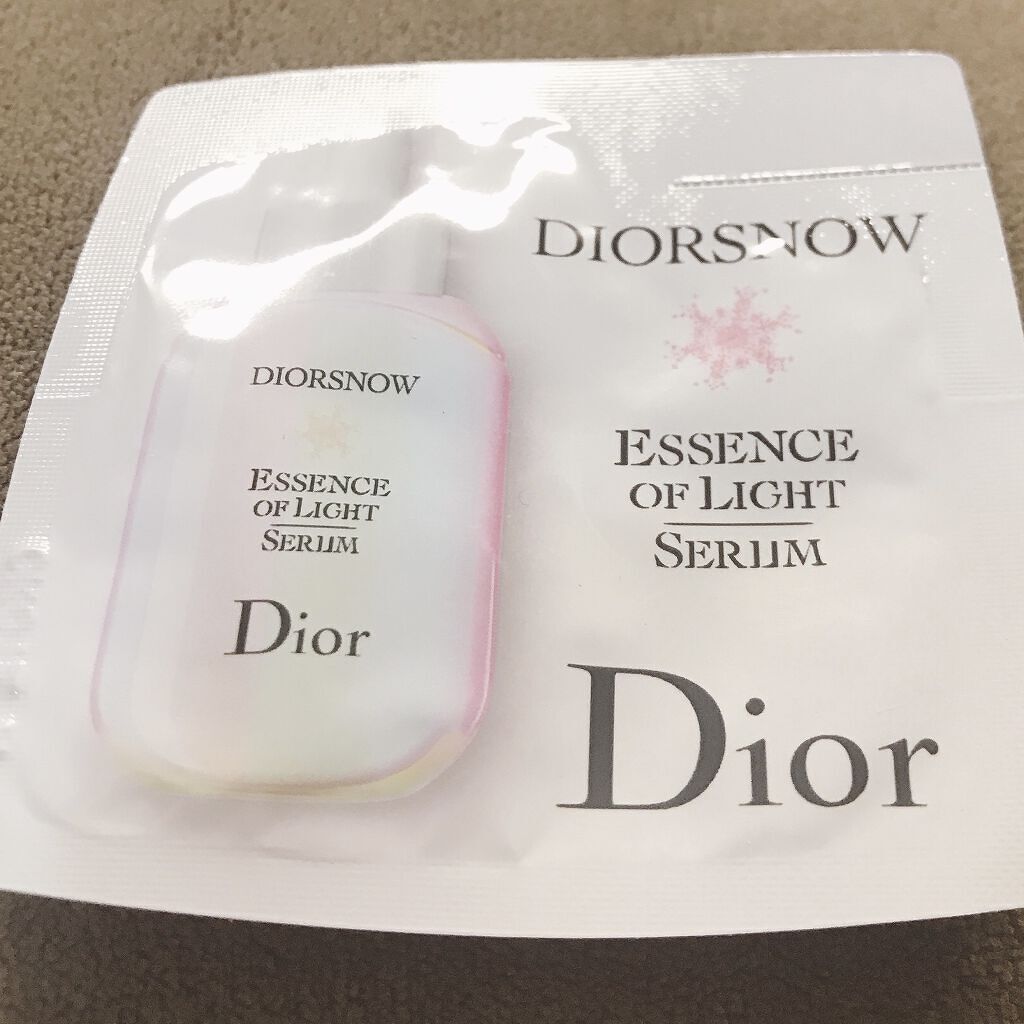 DIORSNOW
ESSENCE
OF LIGHT
SERUM
Dior
DIORSNOW
ESSENCE
OF LIGHT
SERUM
Dior